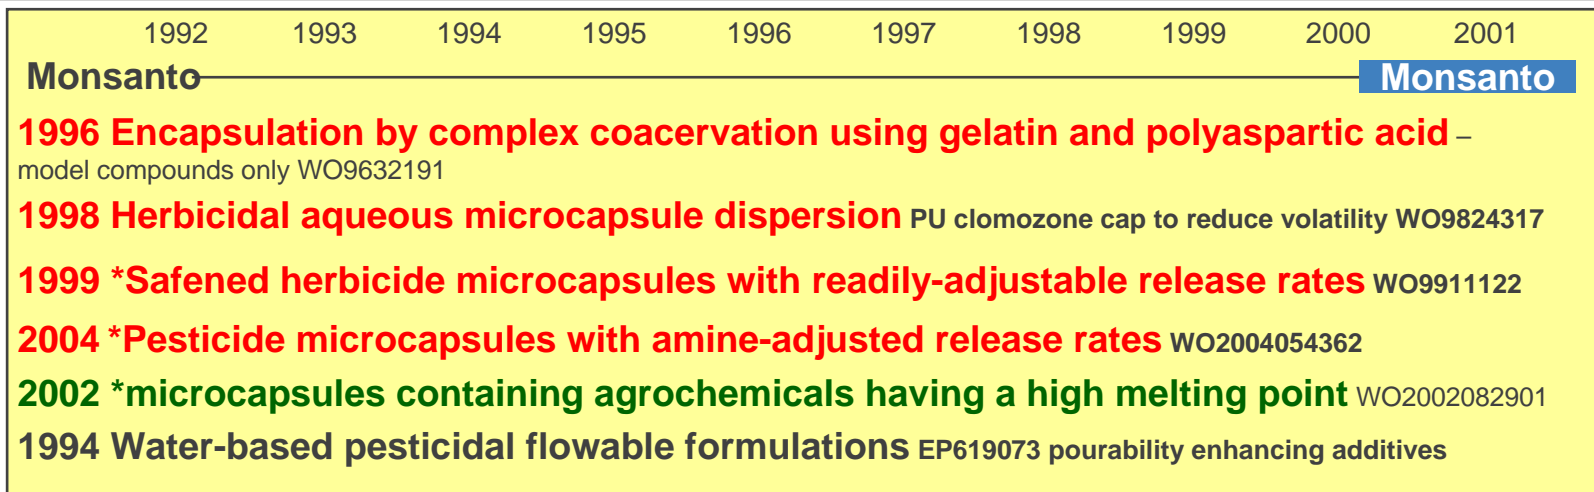 1992 1993 1994 1995 1996 1997 1998 1999 2000 2001
Monsanto Monsanto
1996 Encapsulation by complex coacervation using gelatin and polyaspartic acid –
model compounds only WO9632191
1998 Herbicidal aqueous microcapsule dispersion PU clomozone cap to reduce volatility WO9824317
1999 *Safened herbicide microcapsules with readily-adjustable release rates WO9911122
2004 *Pesticide microcapsules with amine-adjusted release rates WO2004054362
2002 *microcapsules containing agrochemicals having a high melting point WO2002082901
1994 Water-based pesticidal flowable formulations EP619073 pourability enhancing additives